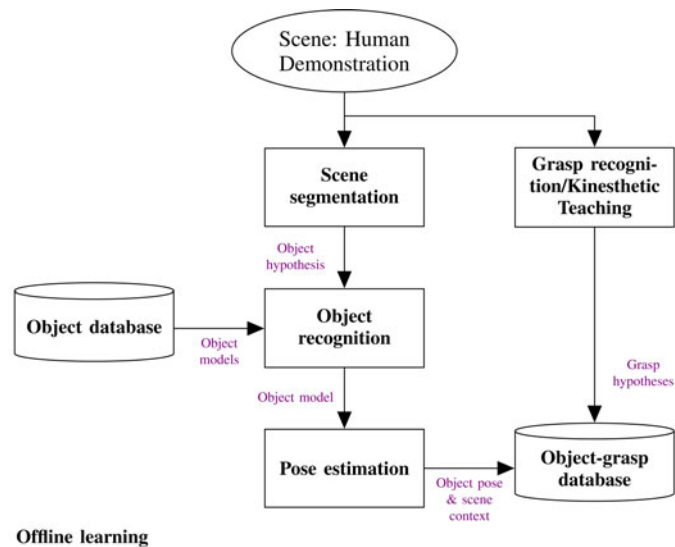 Scene: Human
Demonstration
Scene
segmentation
Grasp recogni-
tion/Kinesthetic
Teaching
Object
hypothesis
Object database
Object
models
Object
recognition
Grasp
hypotheses
Object model
Pose estimation
Object pose
& scene
context
Object-grasp
database
Offline learning